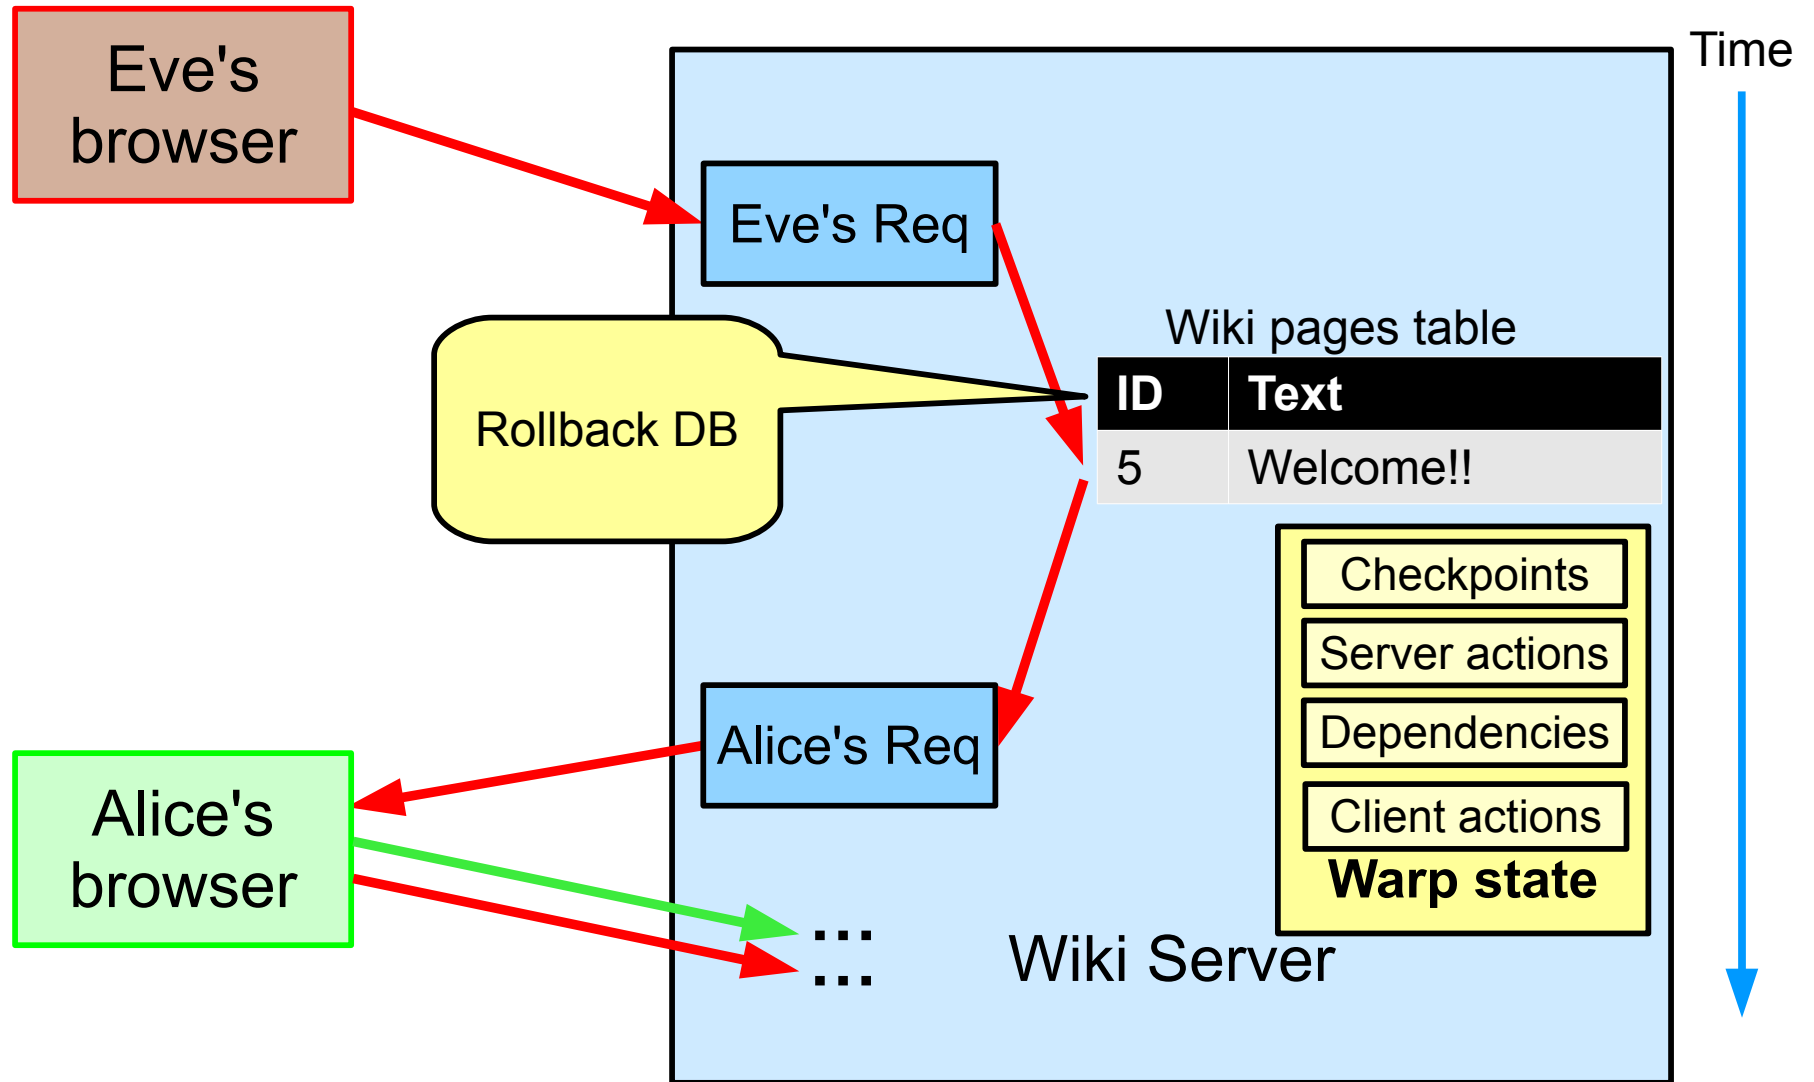 Eve's
browser
Time
Eve's Req
Wiki pages table
ID Text
5 Welcome!!
Rollback DB
Checkpoints
Server actions
Dependencies
Client actions
Warp state
Alice's Req
Alice's
browser
...
...
Wiki Server